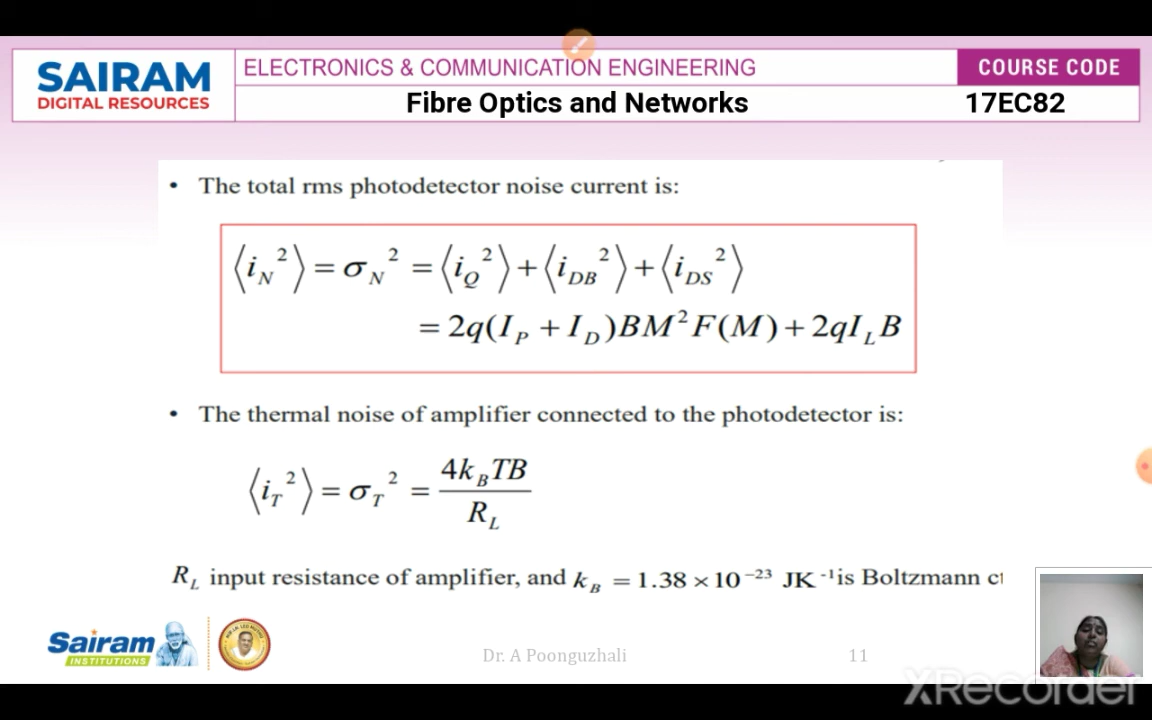 SAIRAM
DIGITAL RESOURCES
ELECTRONICS & COMMUNICATION ENGINEERING
COURSE CODE
Fibre Optics and Networks
17EC82
• The total rms photodetector noise current is:
⟨i_N²⟩ = σ_N² = ⟨i_Q²⟩ + ⟨i_DB²⟩ + ⟨i_DS²⟩
= 2q(I_P + I_D)BM²F(M) + 2qI_L B
• The thermal noise of amplifier connected to the photodetector is:
⟨i_T²⟩ = σ_T² = 4k_B TB / R_L
R_L input resistance of amplifier, and k_B = 1.38 × 10⁻²³ JK⁻¹ is Boltzmann
Sairam
INSTITUTIONS
Dr. A Poonguzhali
11
XRecorder